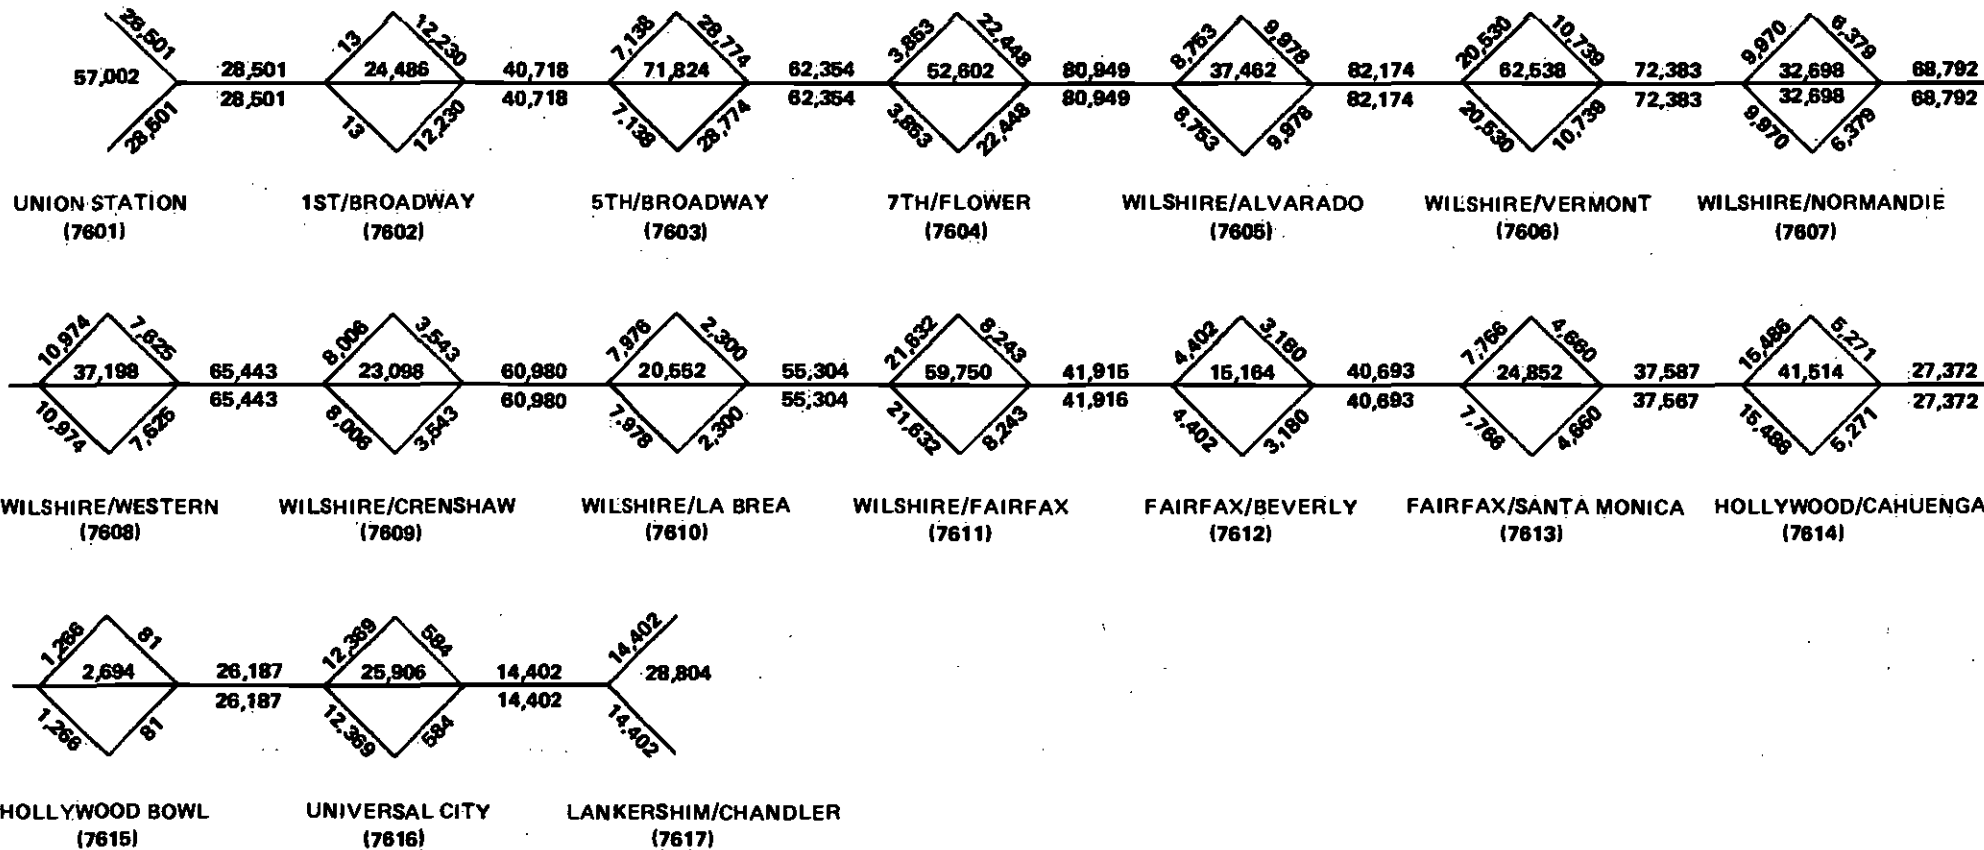 28,501 13 12,230 7,138 28,774 3,853 22,448 8,753 9,978 20,530 10,739 9,970 6,379
57,002 28,501 24,486 40,718 71,824 62,354 52,602 80,949 37,462 82,174 62,538 72,383 32,698 68,792
28,501 40,718 62,354 80,949 82,174 72,383 32,698 68,792
28,501 13 12,230 7,138 28,774 3,853 22,448 8,753 9,978 20,530 10,739 9,970 6,379
UNION STATION 1ST/BROADWAY 5TH/BROADWAY 7TH/FLOWER WILSHIRE/ALVARADO WILSHIRE/VERMONT WILSHIRE/NORMANDIE
(7601) (7602) (7603) (7604) (7605) (7606) (7607)
10,974 7,625 8,006 3,543 7,976 2,300 21,632 8,243 4,402 3,180 7,766 4,660 15,486 5,271
37,198 65,443 23,098 60,980 20,552 55,304 59,750 41,915 15,164 40,693 24,852 37,587 41,514 27,372
65,443 60,980 55,304 41,916 40,693 37,567 27,372
10,974 7,625 8,006 3,543 7,978 2,300 21,632 8,243 4,402 3,180 7,766 4,660 15,486 5,271
WILSHIRE/WESTERN WILSHIRE/CRENSHAW WILSHIRE/LA BREA WILSHIRE/FAIRFAX FAIRFAX/BEVERLY FAIRFAX/SANTA MONICA HOLLYWOOD/CAHUENGA
(7608) (7609) (7610) (7611) (7612) (7613) (7614)
1,266 81 12,369 584 14,402
2,694 26,187 25,906 14,402 28,804
26,187 14,402
1,266 81 12,369 584 14,402
HOLLYWOOD BOWL UNIVERSAL CITY LANKERSHIM/CHANDLER
(7615) (7616) (7617)